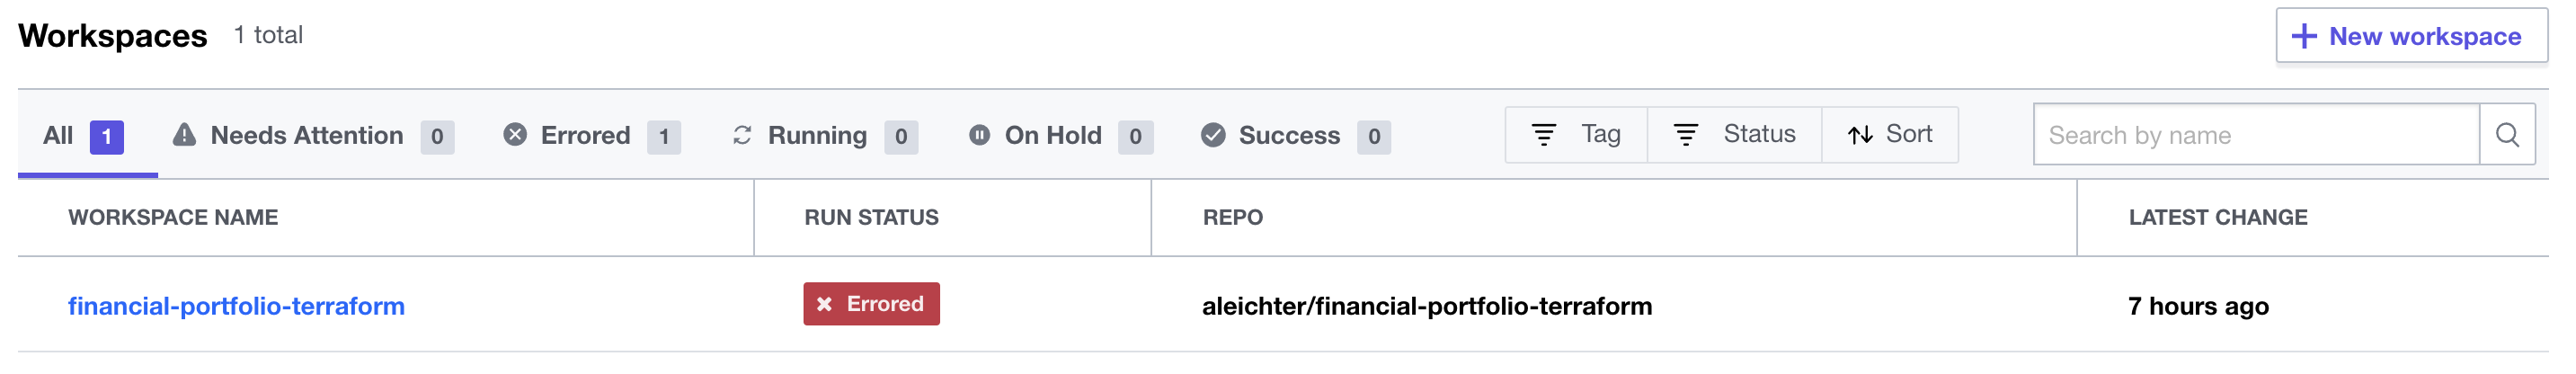 Workspaces 1 total
New workspace
All 1 Needs Attention 0 Errored 1 Running 0 On Hold 0 Success 0 Tag Status Sort Search by name
WORKSPACE NAME RUN STATUS REPO LATEST CHANGE
financial-portfolio-terraform Errored aleichter/financial-portfolio-terraform 7 hours ago